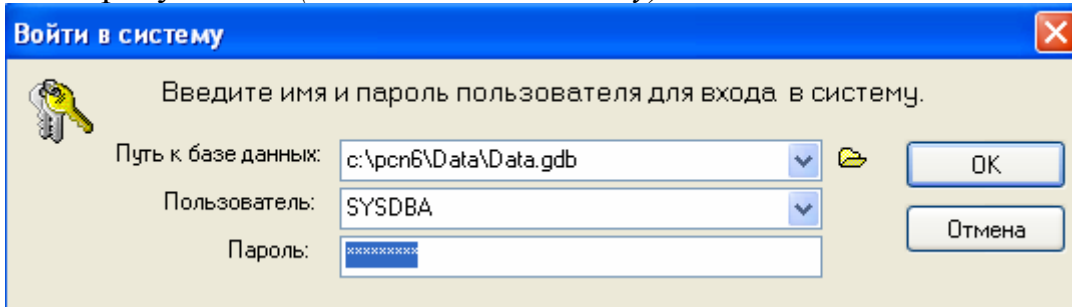 Войти в систему
Введите имя и пароль пользователя для входа в систему.
Путь к базе данных: c:\pcn6\Data\Data.gdb
OK
Пользователь: SYSDBA
Отмена
Пароль: *********